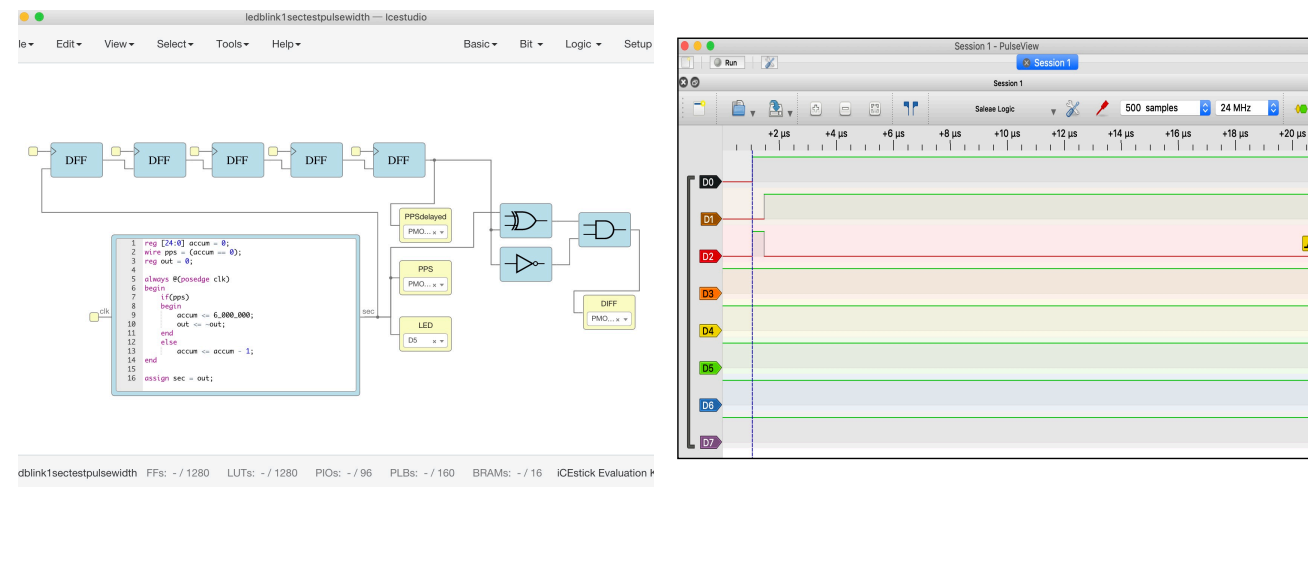 ledblink1sectestpulsewidth — Icestudio
le Edit View Select Tools Help Basic Bit Logic Setup
DFF DFF DFF DFF DFF
PPSdelayed
PMO... x
PPS
PMO... x
LED
D5 x
DIFF
PMO... x
clk
sec
1 reg [24:0] accum = 0;
2 wire pps = (accum == 0);
3 reg out = 0;
4
5 always @(posedge clk)
6 begin
7 if(pps)
8 begin
9 accum <= 6_000_000;
10 out <= ~out;
11 end
12 else
13 accum <= accum - 1;
14 end
15
16 assign sec = out;
dblink1sectestpulsewidth FFs: - / 1280 LUTs: - / 1280 PIOs: - / 96 PLBs: - / 160 BRAMs: - / 16 iCEstick Evaluation K
Session 1 - PulseView
Run
x Session 1
Session 1
Saleae Logic 500 samples 24 MHz
+2 µs +4 µs +6 µs +8 µs +10 µs +12 µs +14 µs +16 µs +18 µs +20 µs
D0
D1
D2
D3
D4
D5
D6
D7